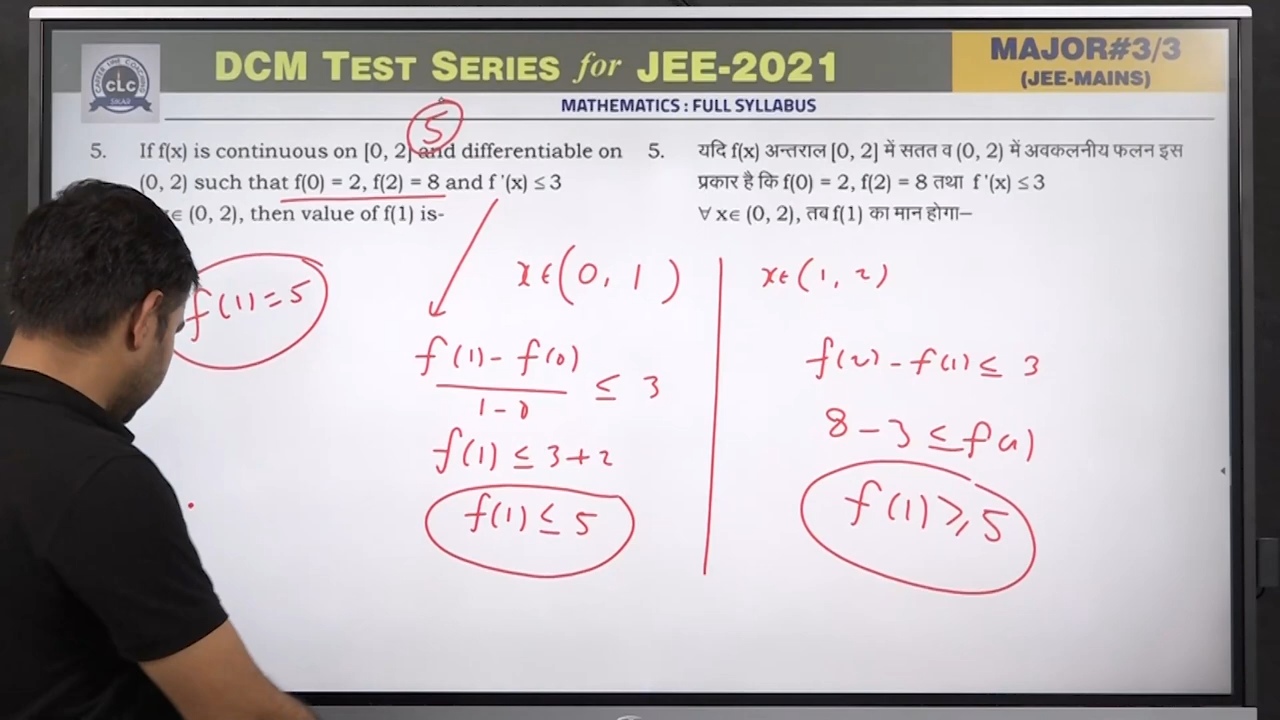 DCM TEST SERIES for JEE-2021
MAJOR#3/3
(JEE-MAINS)
CLC
SIKAR
MATHEMATICS : FULL SYLLABUS
5
5. If f(x) is continuous on [0, 2] and differentiable on
(0, 2) such that f(0) = 2, f(2) = 8 and f '(x) ≤ 3
x∈ (0, 2), then value of f(1) is-
5. यदि f(x) अन्तराल [0, 2] में सतत व (0, 2) में अवकलनीय फलन इस
प्रकार है कि f(0) = 2, f(2) = 8 तथा f '(x) ≤ 3
∀ x∈ (0, 2), तब f(1) का मान होगा–
f(1) = 5
x∈(0, 1)
f(1) - f(0)
1 - 0
≤ 3
f(1) ≤ 3+2
f(1) ≤ 5
x∈(1, 2)
f(2) - f(1) ≤ 3
8 - 3 ≤ f(1)
f(1) ≥ 5